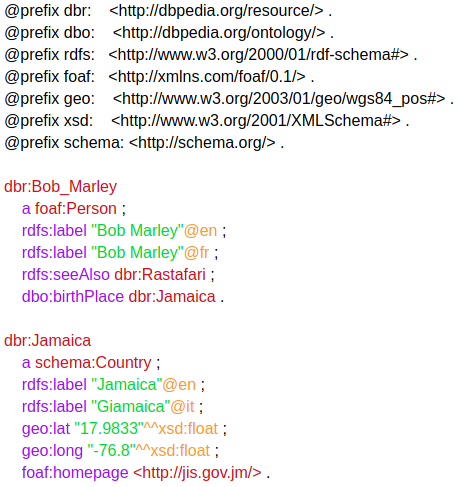 @prefix dbr: <http://dbpedia.org/resource/> .
@prefix dbo: <http://dbpedia.org/ontology/> .
@prefix rdfs: <http://www.w3.org/2000/01/rdf-schema#> .
@prefix foaf: <http://xmlns.com/foaf/0.1/> .
@prefix geo: <http://www.w3.org/2003/01/geo/wgs84_pos#> .
@prefix xsd: <http://www.w3.org/2001/XMLSchema#> .
@prefix schema: <http://schema.org/> .
dbr:Bob_Marley
a foaf:Person ;
rdfs:label "Bob Marley"@en ;
rdfs:label "Bob Marley"@fr ;
rdfs:seeAlso dbr:Rastafari ;
dbo:birthPlace dbr:Jamaica .
dbr:Jamaica
a schema:Country ;
rdfs:label "Jamaica"@en ;
rdfs:label "Giamaica"@it ;
geo:lat "17.9833"^^xsd:float ;
geo:long "-76.8"^^xsd:float ;
foaf:homepage <http://jis.gov.jm/> .